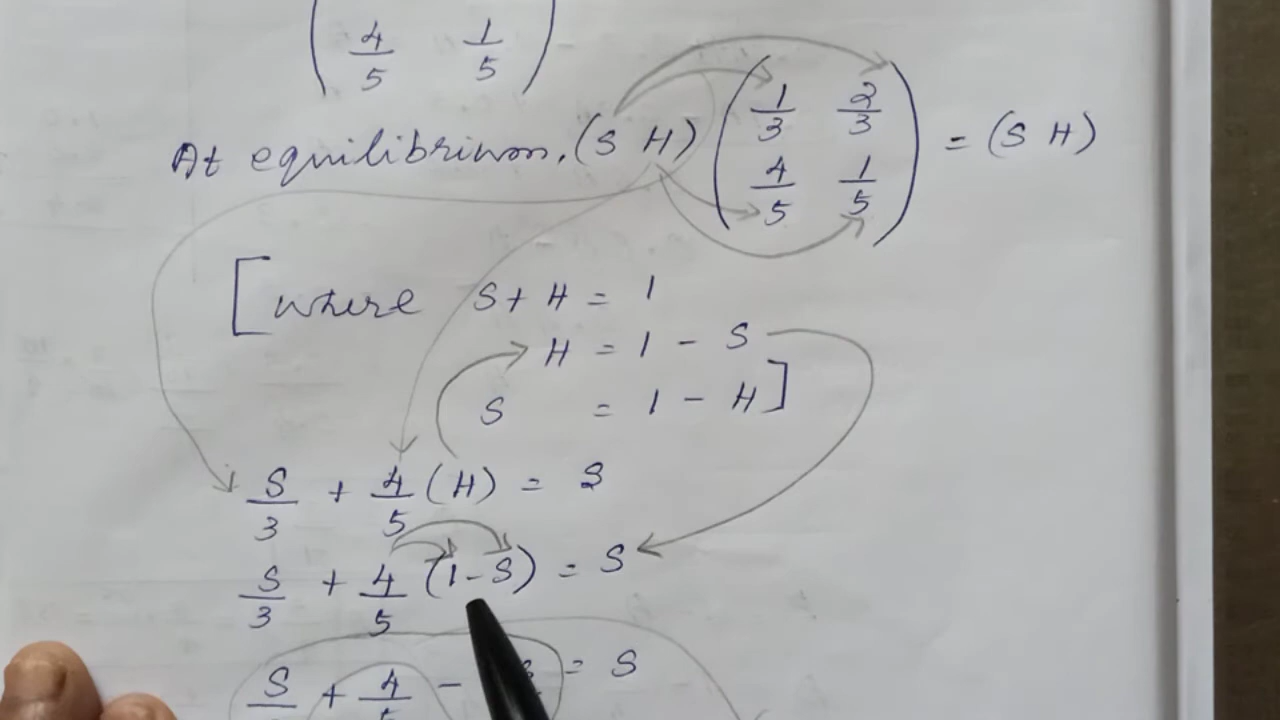 4/5 1/5
At equilibrium, (S H) (1/3 2/3 4/5 1/5) = (S H)
[where S + H = 1
H = 1 - S
S = 1 - H]
S/3 + 4/5 (H) = S
S/3 + 4/5 (1 - S) = S
S + 4/5 - = S